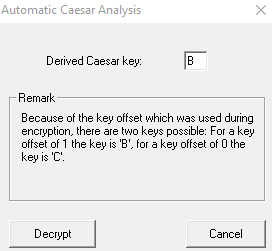 Automatic Caesar Analysis
Derived Caesar key: B
Remark
Because of the key offset which was used during
encryption, there are two keys possible: For a key
offset of 1 the key is 'B', for a key offset of 0 the
key is 'C'.
Decrypt Cancel